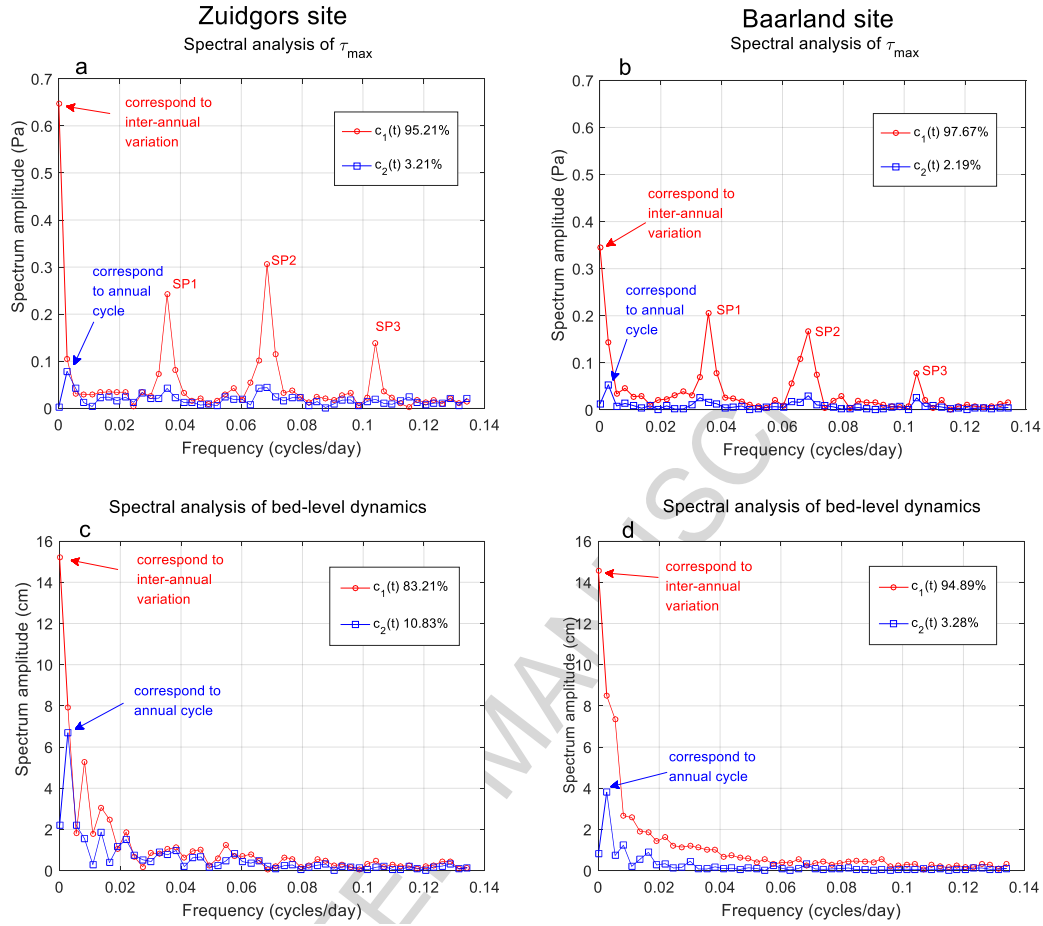 Zuidgors site
Baarland site
Spectral analysis of τmax
Spectral analysis of τmax
a
b
0.7
0.6
0.5
0.4
0.3
0.2
0.1
0
Spectrum amplitude (Pa)
correspond to
inter-annual
variation
c1(t) 95.21%
c2(t) 3.21%
correspond
to annual
cycle
SP1
SP2
SP3
0 0.02 0.04 0.06 0.08 0.1 0.12 0.14
Frequency (cycles/day)
0.7
0.6
0.5
0.4
0.3
0.2
0.1
0
Spectrum amplitude (Pa)
c1(t) 97.67%
c2(t) 2.19%
correspond to
inter-annual
variation
correspond
to annual
cycle
SP1
SP2
SP3
0 0.02 0.04 0.06 0.08 0.1 0.12 0.14
Frequency (cycles/day)
Spectral analysis of bed-level dynamics
Spectral analysis of bed-level dynamics
c
d
16
14
12
10
8
6
4
2
0
Spectrum amplitude (cm)
correspond to
inter-annual
variation
c1(t) 83.21%
c2(t) 10.83%
correspond to
annual cycle
0 0.02 0.04 0.06 0.08 0.1 0.12 0.14
Frequency (cycles/day)
16
14
12
10
8
6
4
2
0
Spectrum amplitude (cm)
correspond to
inter-annual
variation
c1(t) 94.89%
c2(t) 3.28%
correspond to
annual cycle
0 0.02 0.04 0.06 0.08 0.1 0.12 0.14
Frequency (cycles/day)